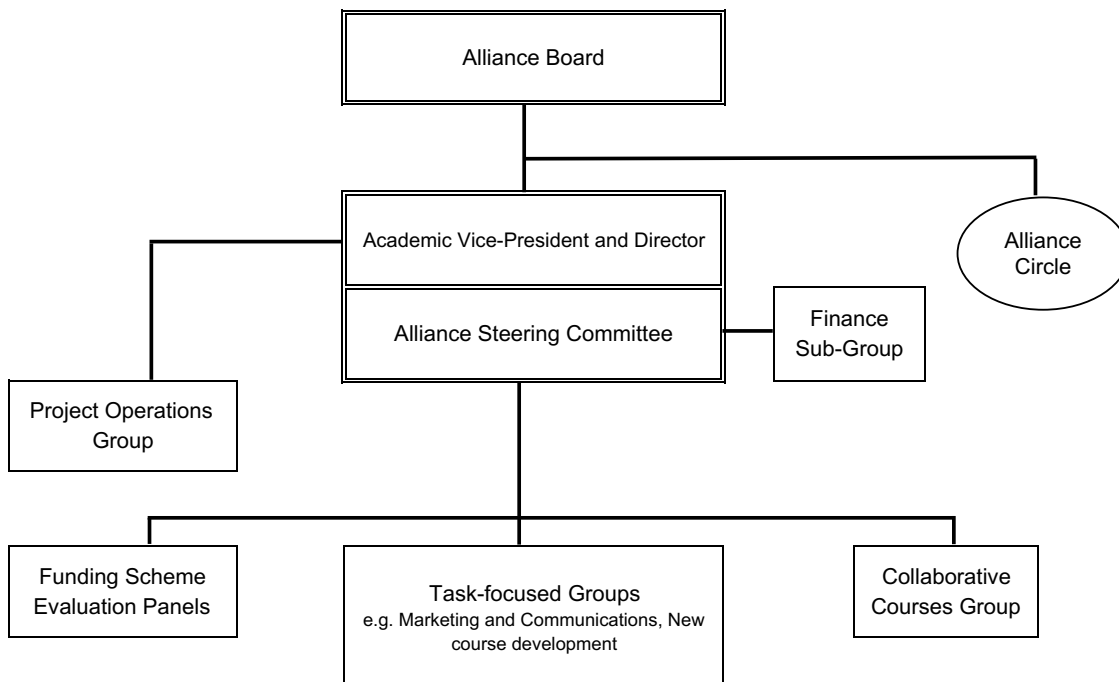 Alliance Board
Academic Vice-President and Director
Alliance
Circle
Alliance Steering Committee
Finance
Sub-Group
Project Operations
Group
Funding Scheme
Evaluation Panels
Task-focused Groups
e.g. Marketing and Communications, New
course development
Collaborative
Courses Group